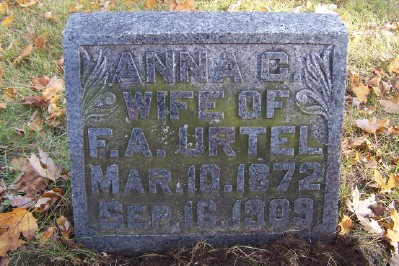 ANNA C.
WIFE OF
F.A. URTEL
MAR. 10. 1872
SEP. 16. 1909